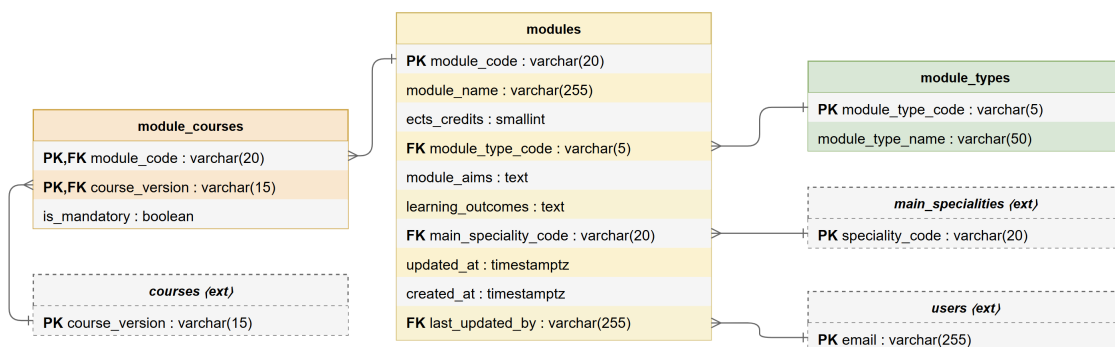 modules
PK module_code : varchar(20)
module_name : varchar(255)
ects_credits : smallint
FK module_type_code : varchar(5)
module_aims : text
learning_outcomes : text
FK main_speciality_code : varchar(20)
updated_at : timestamptz
created_at : timestamptz
FK last_updated_by : varchar(255)
module_courses
PK,FK module_code : varchar(20)
PK,FK course_version : varchar(15)
is_mandatory : boolean
courses (ext)
PK course_version : varchar(15)
module_types
PK module_type_code : varchar(5)
module_type_name : varchar(50)
main_specialities (ext)
PK speciality_code : varchar(20)
users (ext)
PK email : varchar(255)